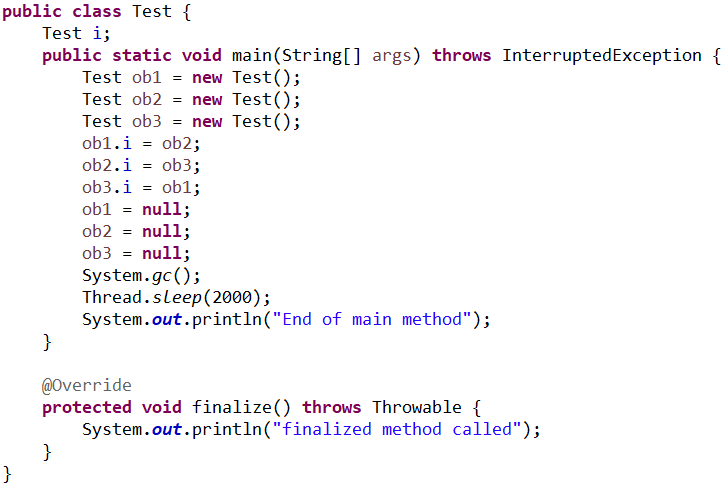 public class Test {
    Test i;
    public static void main(String[] args) throws InterruptedException {
        Test ob1 = new Test();
        Test ob2 = new Test();
        Test ob3 = new Test();
        ob1.i = ob2;
        ob2.i = ob3;
        ob3.i = ob1;
        ob1 = null;
        ob2 = null;
        ob3 = null;
        System.gc();
        Thread.sleep(2000);
        System.out.println("End of main method");
    }

    @Override
    protected void finalize() throws Throwable {
        System.out.println("finalized method called");
    }
}